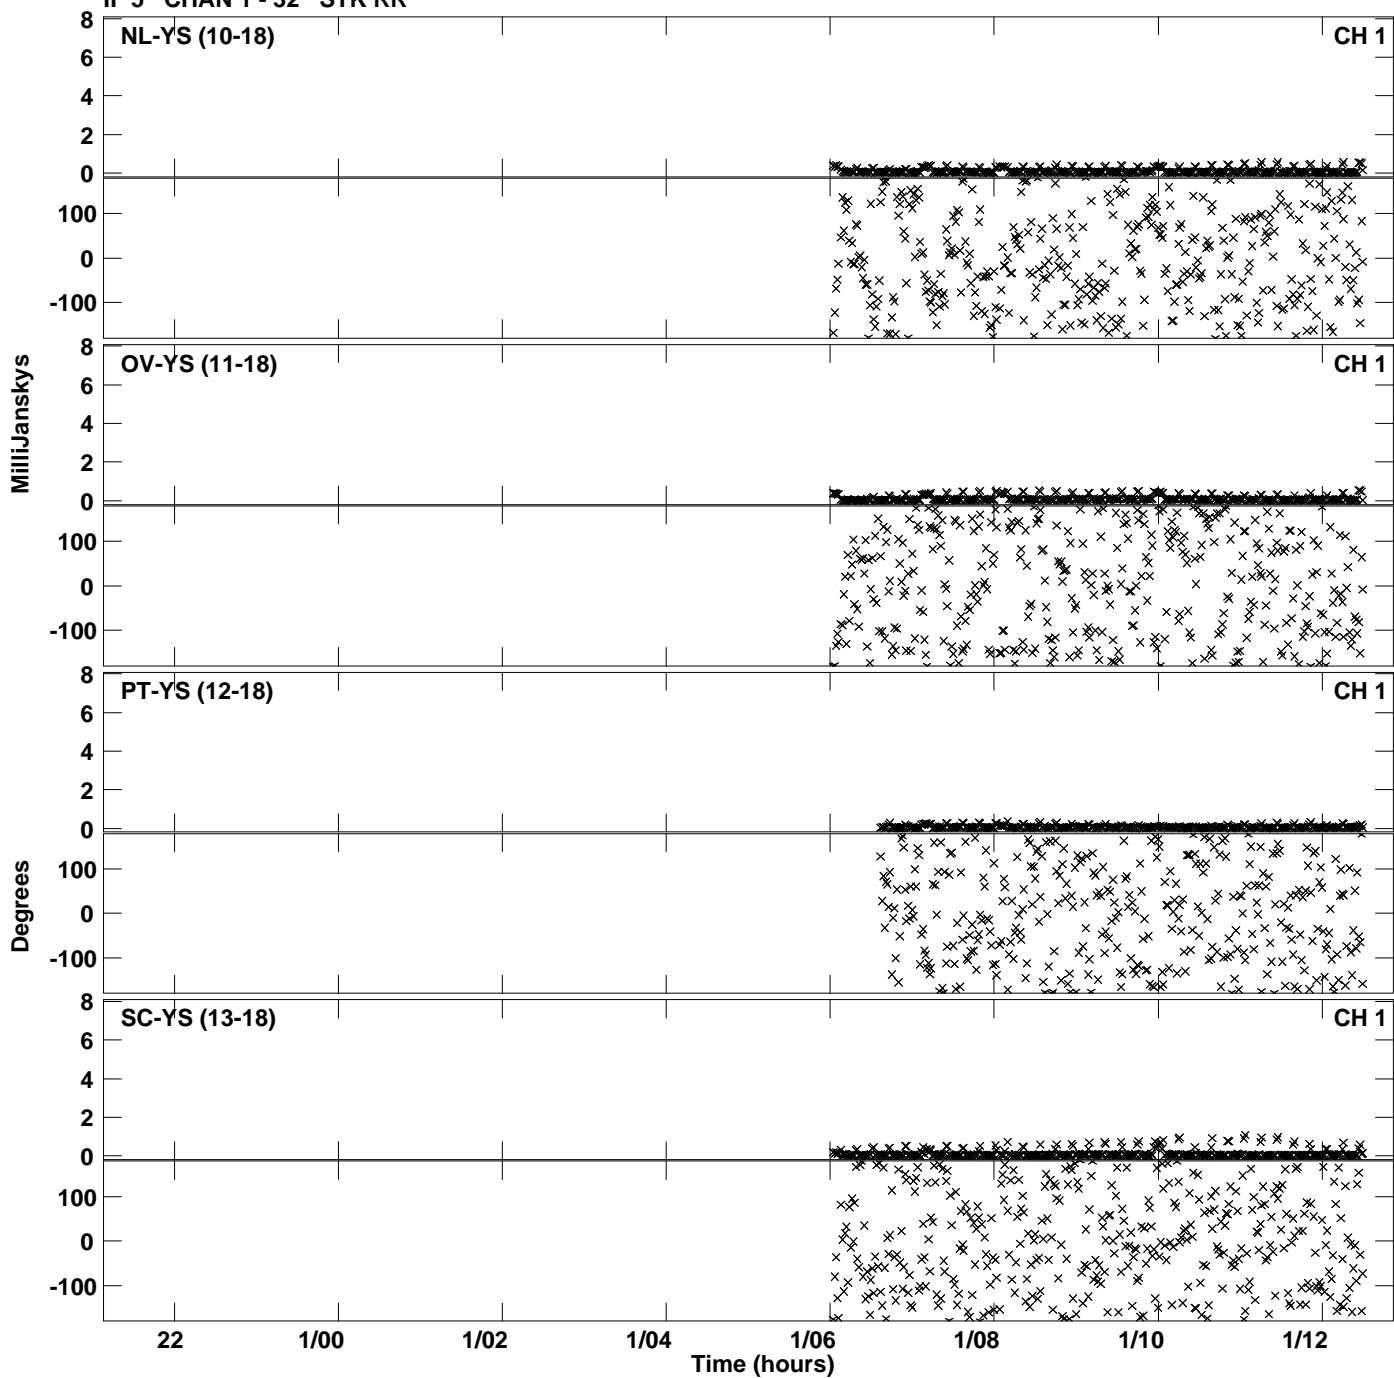 IF 5 CHAN 1 - 32 STK RR
8
6
4
2
0
NL-YS (10-18)
CH 1
100
0
-100
8
6
4
2
0
OV-YS (11-18)
CH 1
100
0
-100
MilliJanskys
8
6
4
2
0
PT-YS (12-18)
CH 1
100
0
-100
Degrees
8
6
4
2
0
SC-YS (13-18)
CH 1
100
0
-100
22 1/00 1/02 1/04 1/06 1/08 1/10 1/12
Time (hours)